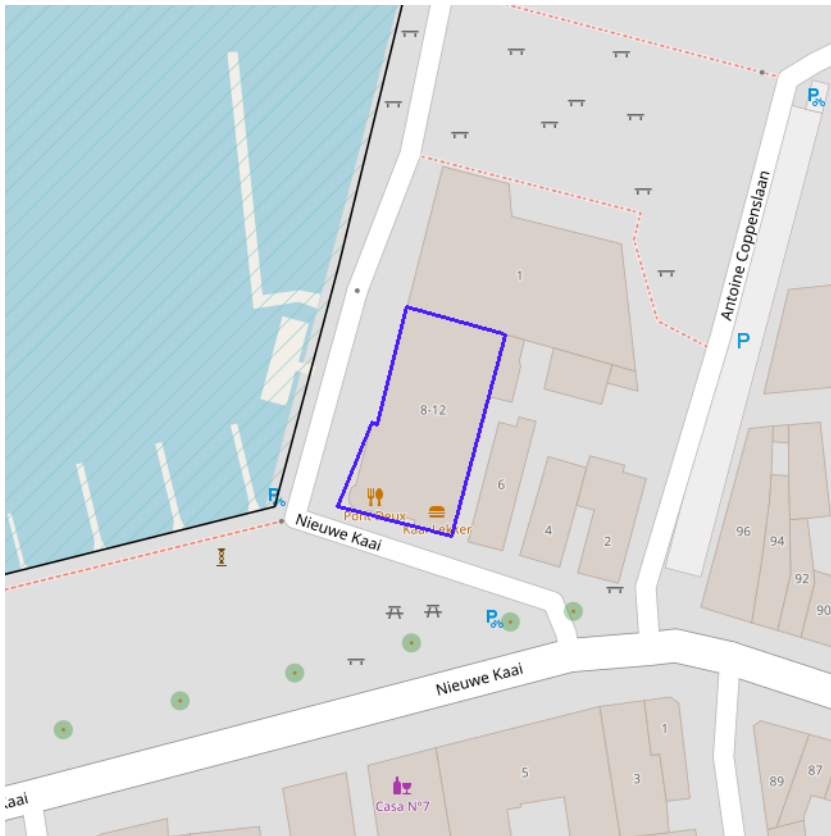 P
Antoine Coppenslaan
1
P
8-12
6
Pont Deux
Kaai Lekker
P
Nieuwe Kaai
4
2
96
94
92
90
P
Nieuwe Kaai
1
5
3
89
87
Kaai
Casa N°7